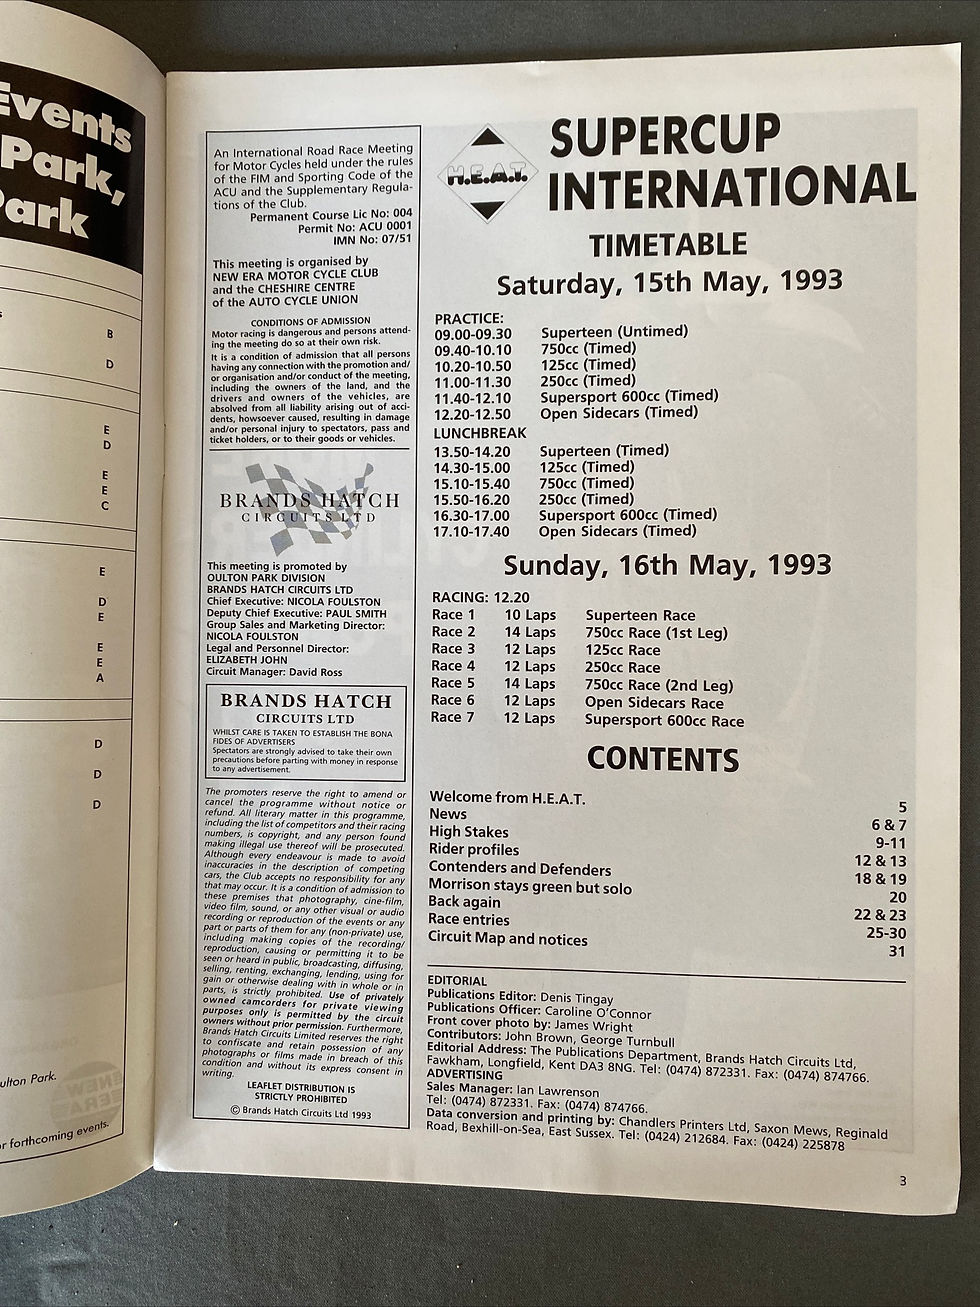 Events
Park,
Park
B
D
E
D
E
E
C
E
D
E
E
E
A
D
D
D
ulton Park.
NEW
ERA
or forthcoming events.
An International Road Race Meeting
for Motor Cycles held under the rules
of the FIM and Sporting Code of the
ACU and the Supplementary Regula-
tions of the Club.
Permanent Course Lic No: 004
Permit No: ACU 0001
IMN No: 07/51
This meeting is organised by
NEW ERA MOTOR CYCLE CLUB
and the CHESHIRE CENTRE
of the AUTO CYCLE UNION
CONDITIONS OF ADMISSION
Motor racing is dangerous and persons attend-
ing the meeting do so at their own risk.
It is a condition of admission that all persons
having any connection with the promotion and/
or organisation and/or conduct of the meeting,
including the owners of the land, and the
drivers and owners of the vehicles, are
absolved from all liability arising out of acci-
dents, howsoever caused, resulting in damage
and/or personal injury to spectators, pass and
ticket holders, or to their goods or vehicles.
BRANDS HATCH
CIRCUITS LTD
This meeting is promoted by
OULTON PARK DIVISION
BRANDS HATCH CIRCUITS LTD
Chief Executive: NICOLA FOULSTON
Deputy Chief Executive: PAUL SMITH
Group Sales and Marketing Director:
NICOLA FOULSTON
Legal and Personnel Director:
ELIZABETH JOHN
Circuit Manager: David Ross
BRANDS HATCH
CIRCUITS LTD
WHILST CARE IS TAKEN TO ESTABLISH THE BONA
FIDES OF ADVERTISERS
Spectators are strongly advised to take their own
precautions before parting with money in response
to any advertisement.
The promoters reserve the right to amend or
cancel the programme without notice or
refund. All literary matter in this programme,
including the list of competitors and their racing
numbers, is copyright, and any person found
making illegal use thereof will be prosecuted.
Although every endeavour is made to avoid
inaccuracies in the description of competing
cars, the Club accepts no responsibility for any
that may occur. It is a condition of admission to
these premises that photography, cine-film,
video film, sound, or any other visual or audio
recording or reproduction of the events or any
part or parts of them for any (non-private) use,
including making copies of the recording/
reproduction, causing or permitting it to be
seen or heard in public, broadcasting, diffusing,
selling, renting, exchanging, lending, using for
gain or otherwise dealing with in whole or in
parts, is strictly prohibited. Use of privately
owned camcorders for private viewing
purposes only is permitted by the circuit
owners without prior permission. Furthermore,
Brands Hatch Circuits Limited reserves the right
to confiscate and retain possession of any
photographs or films made in breach of this
condition and without its express consent in
writing.
LEAFLET DISTRIBUTION IS
STRICTLY PROHIBITED
© Brands Hatch Circuits Ltd 1993
H.E.A.T.
SUPERCUP
INTERNATIONAL
TIMETABLE
Saturday, 15th May, 1993
PRACTICE:
09.00-09.30 Superteen (Untimed)
09.40-10.10 750cc (Timed)
10.20-10.50 125cc (Timed)
11.00-11.30 250cc (Timed)
11.40-12.10 Supersport 600cc (Timed)
12.20-12.50 Open Sidecars (Timed)
LUNCHBREAK
13.50-14.20 Superteen (Timed)
14.30-15.00 125cc (Timed)
15.10-15.40 750cc (Timed)
15.50-16.20 250cc (Timed)
16.30-17.00 Supersport 600cc (Timed)
17.10-17.40 Open Sidecars (Timed)
Sunday, 16th May, 1993
RACING: 12.20
Race 1 10 Laps Superteen Race
Race 2 14 Laps 750cc Race (1st Leg)
Race 3 12 Laps 125cc Race
Race 4 12 Laps 250cc Race
Race 5 14 Laps 750cc Race (2nd Leg)
Race 6 12 Laps Open Sidecars Race
Race 7 12 Laps Supersport 600cc Race
CONTENTS
Welcome from H.E.A.T. 5
News 6 & 7
High Stakes 9-11
Rider profiles 12 & 13
Contenders and Defenders 18 & 19
Morrison stays green but solo 20
Back again 22 & 23
Race entries 25-30
Circuit Map and notices 31
EDITORIAL
Publications Editor: Denis Tingay
Publications Officer: Caroline O'Connor
Front cover photo by: James Wright
Contributors: John Brown, George Turnbull
Editorial Address: The Publications Department, Brands Hatch Circuits Ltd,
Fawkham, Longfield, Kent DA3 8NG. Tel: (0474) 872331. Fax: (0474) 874766.
ADVERTISING
Sales Manager: Ian Lawrenson
Tel: (0474) 872331. Fax: (0474) 874766.
Data conversion and printing by: Chandlers Printers Ltd, Saxon Mews, Reginald
Road, Bexhill-on-Sea, East Sussex. Tel: (0424) 212684. Fax: (0424) 225878
3